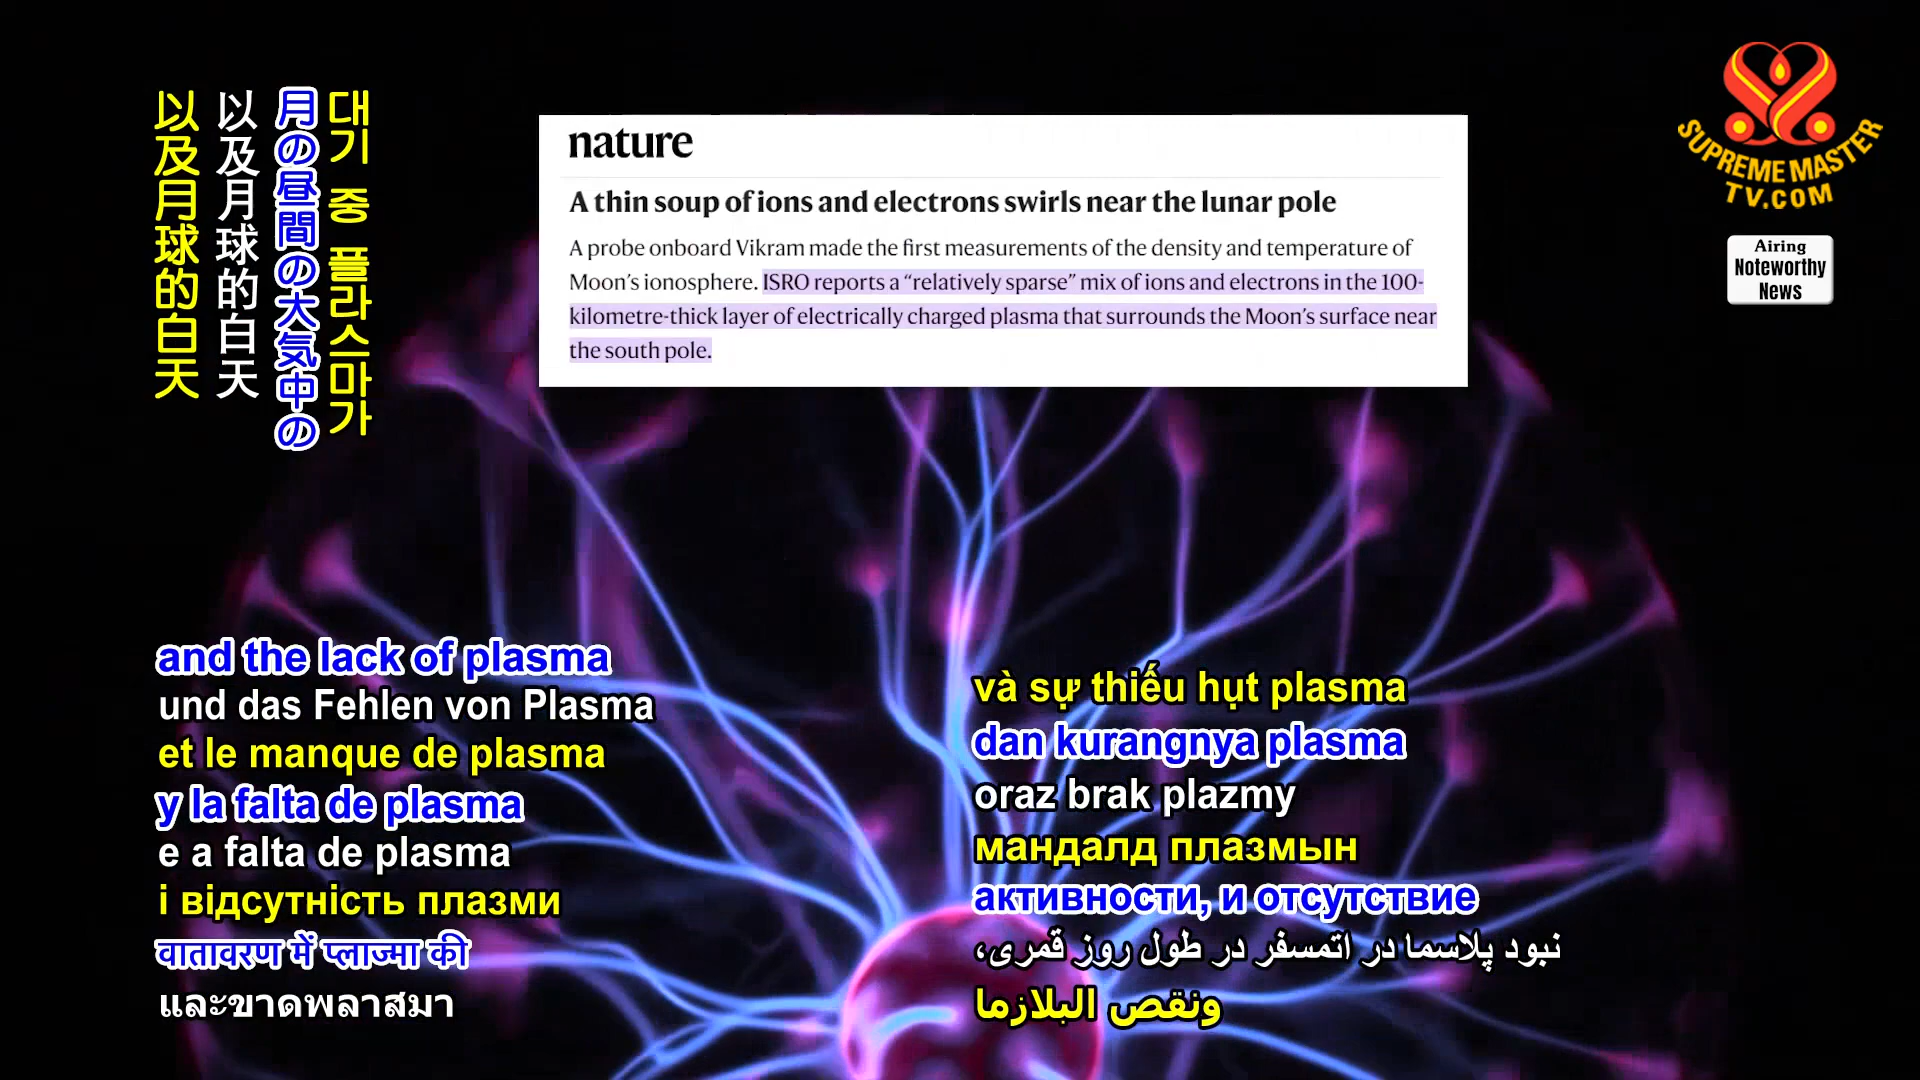 以及月球的白天
以及月球的白天
月の昼間の大気中の
대기 중 플라스마가
nature
A thin soup of ions and electrons swirls near the lunar pole
A probe onboard Vikram made the first measurements of the density and temperature of
Moon’s ionosphere. ISRO reports a “relatively sparse” mix of ions and electrons in the 100-
kilometre-thick layer of electrically charged plasma that surrounds the Moon’s surface near
the south pole.
SUPREME MASTER
TV.COM
Airing
Noteworthy
News
and the lack of plasma
und das Fehlen von Plasma
et le manque de plasma
y la falta de plasma
e a falta de plasma
і відсутність плазми
वातावरण में प्लाज्मा की
และขาดพลาสมา
và sự thiếu hụt plasma
dan kurangnya plasma
oraz brak plazmy
мандалд плазмын
активности, и отсутствие
نبود پلاسما در اتمسفر در طول روز قمری،
ونقص البلازما